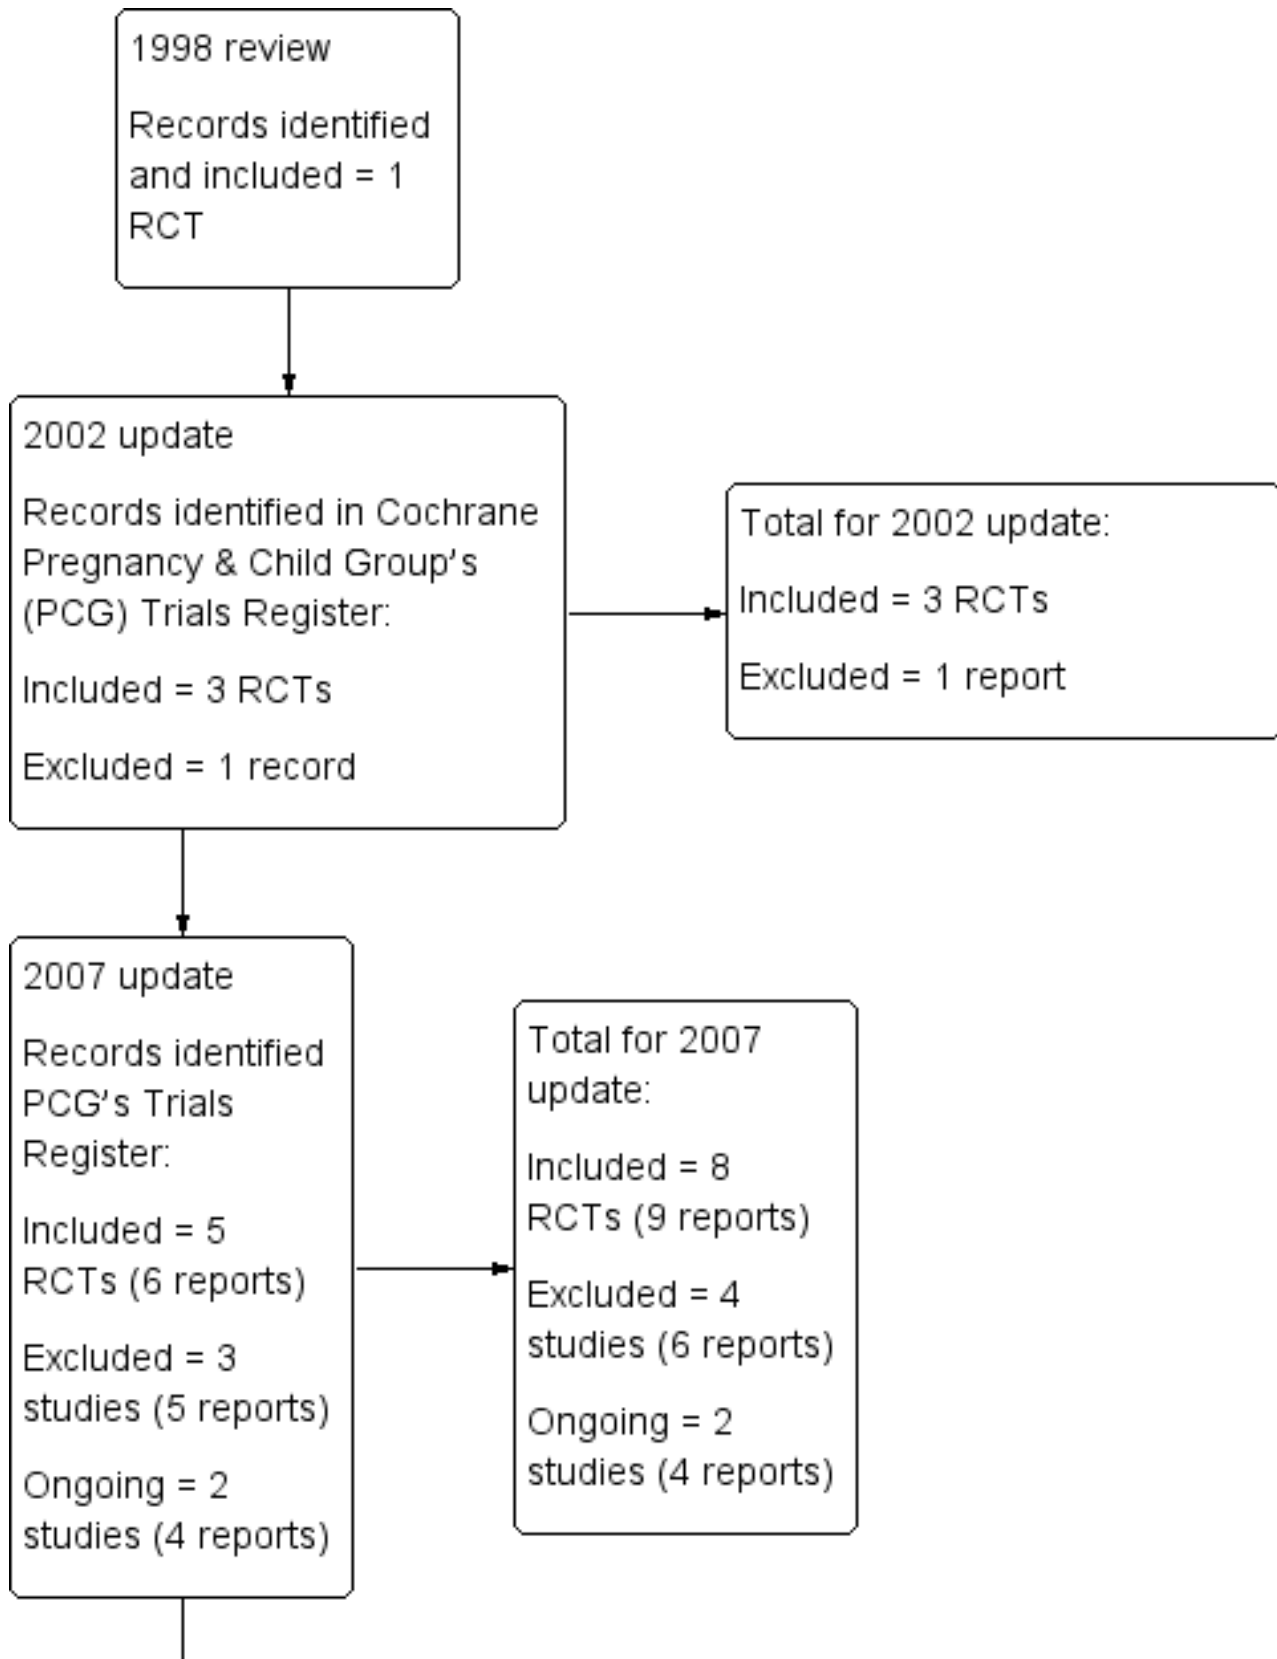 1998 review
Records identified
and included = 1
RCT
2002 update
Records identified in Cochrane
Pregnancy & Child Group's
(PCG) Trials Register:
Included = 3 RCTs
Excluded = 1 record
Total for 2002 update:
Included = 3 RCTs
Excluded = 1 report
2007 update
Records identified
PCG's Trials
Register:
Included = 5
RCTs (6 reports)
Excluded = 3
studies (5 reports)
Ongoing = 2
studies (4 reports)
Total for 2007
update:
Included = 8
RCTs (9 reports)
Excluded = 4
studies (6 reports)
Ongoing = 2
studies (4 reports)